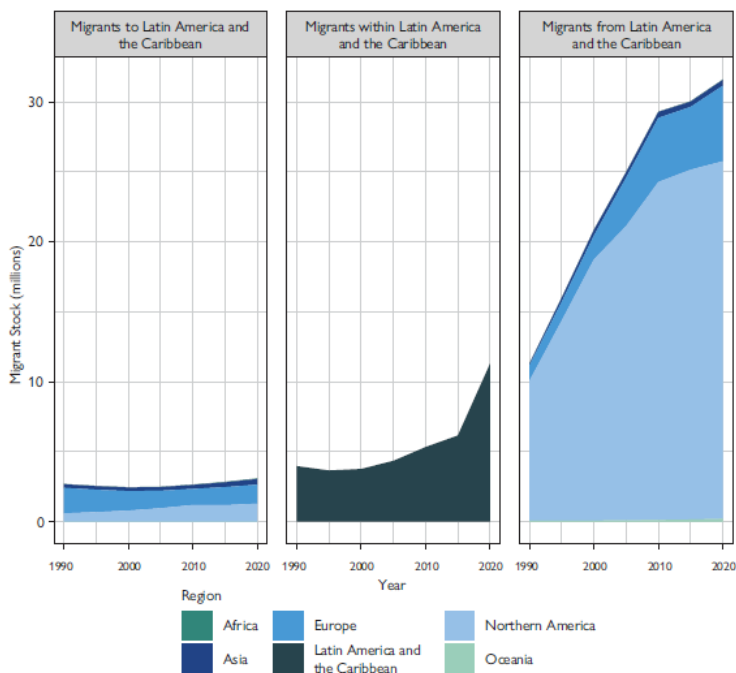 Migrants to Latin America and
the Caribbean
Migrants within Latin America
and the Caribbean
Migrants from Latin America
and the Caribbean
Migrant Stock (millions)
30
20
10
0
1990
2000
2010
2020
1990
2000
2010
2020
1990
2000
2010
2020
Year
Region
Africa
Europe
Northern America
Asia
Latin America and
the Caribbean
Oceania